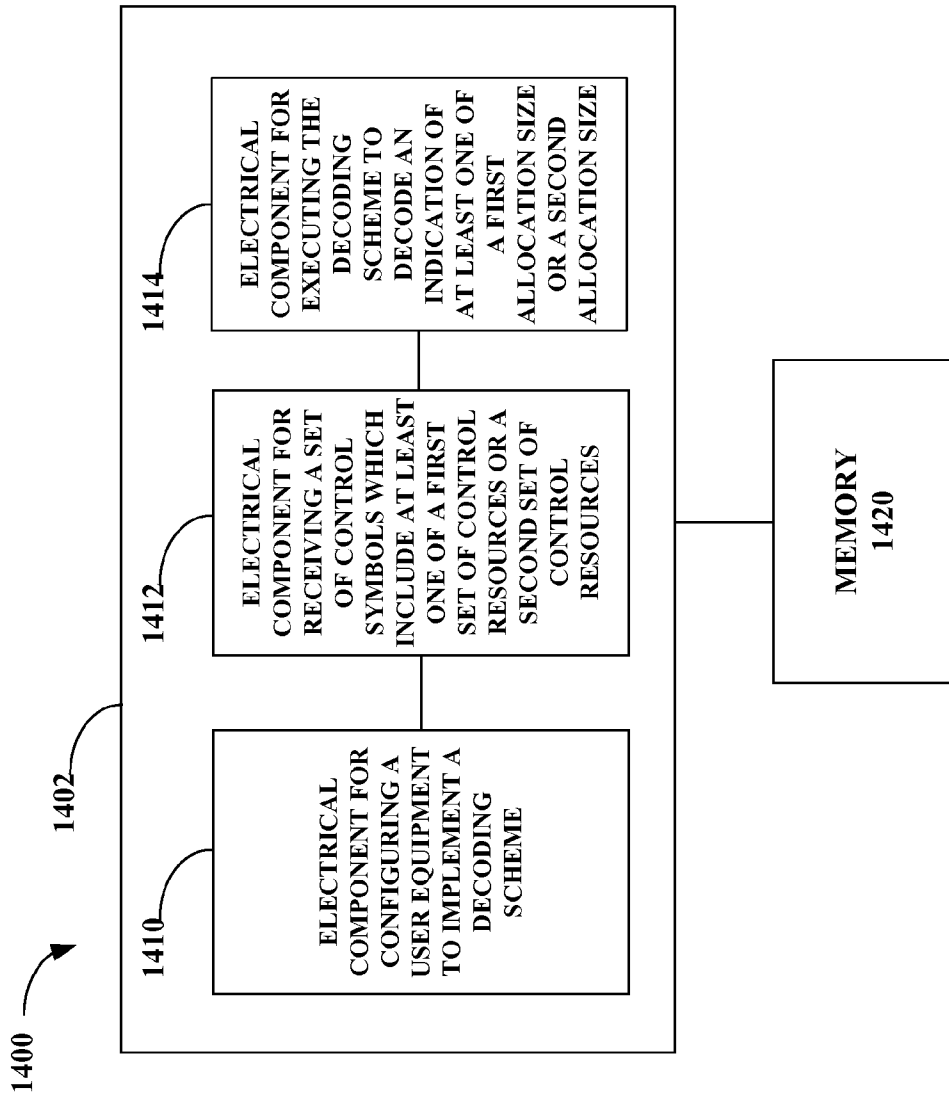 1400
1402
1410
ELECTRICAL
COMPONENT FOR
CONFIGURING A
USER EQUIPMENT
TO IMPLEMENT A
DECODING
SCHEME
1412
ELECTRICAL
COMPONENT FOR
RECEIVING A SET
OF CONTROL
SYMBOLS WHICH
INCLUDE AT LEAST
ONE OF A FIRST
SET OF CONTROL
RESOURCES OR A
SECOND SET OF
CONTROL
RESOURCES
1414
ELECTRICAL
COMPONENT FOR
EXECUTING THE
DECODING
SCHEME TO
DECODE AN
INDICATION OF
AT LEAST ONE OF
A FIRST
ALLOCATION SIZE
OR A SECOND
ALLOCATION SIZE
MEMORY
1420